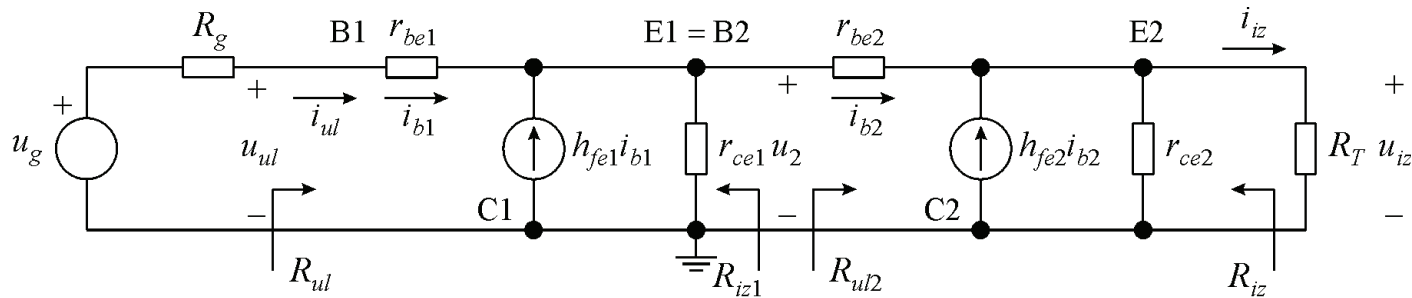 R_g B1 r_be1 E1 = B2 r_be2 E2 i_iz
+ + + +
i_ul i_b1 i_b2
u_g u_ul h_fe1 i_b1 r_ce1 u_2 h_fe2 i_b2 r_ce2 R_T u_iz
− C1 − C2 −
R_ul R_iz1 R_ul2 R_iz